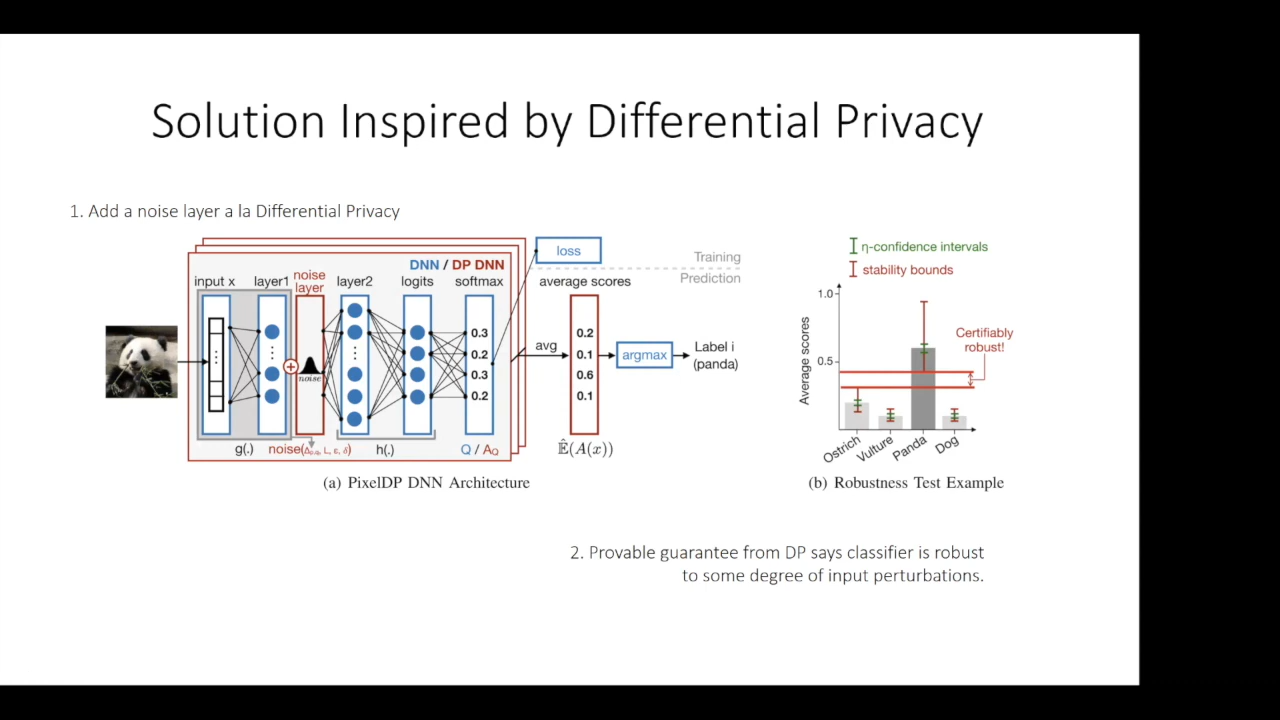 Solution Inspired by Differential Privacy
1. Add a noise layer a la Differential Privacy
loss
Training
Prediction
DNN / DP DNN
input x
layer1
noise
layer
layer2
logits
softmax
average scores
0.3
0.2
0.3
0.2
noise
avg
0.2
0.1
0.6
0.1
argmax
Label i
(panda)
g(.)
noise(Δp,q, L, ε, δ)
h(.)
Q / AQ
Ê(A(x))
(a) PixelDP DNN Architecture
η-confidence intervals
stability bounds
1.0
0.5
Average scores
Certifiably
robust!
Ostrich
Vulture
Panda
Dog
(b) Robustness Test Example
2. Provable guarantee from DP says classifier is robust
to some degree of input perturbations.